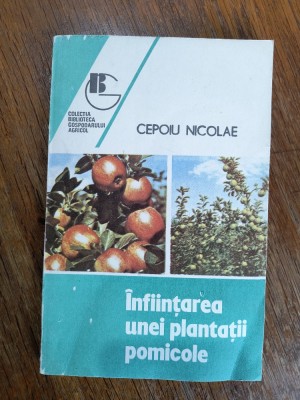 BG
COLECȚIA
BIBLIOTECA
GOSPODARULUI
AGRICOL
CEPOIU NICOLAE
Înființarea
unei plantații
pomicole